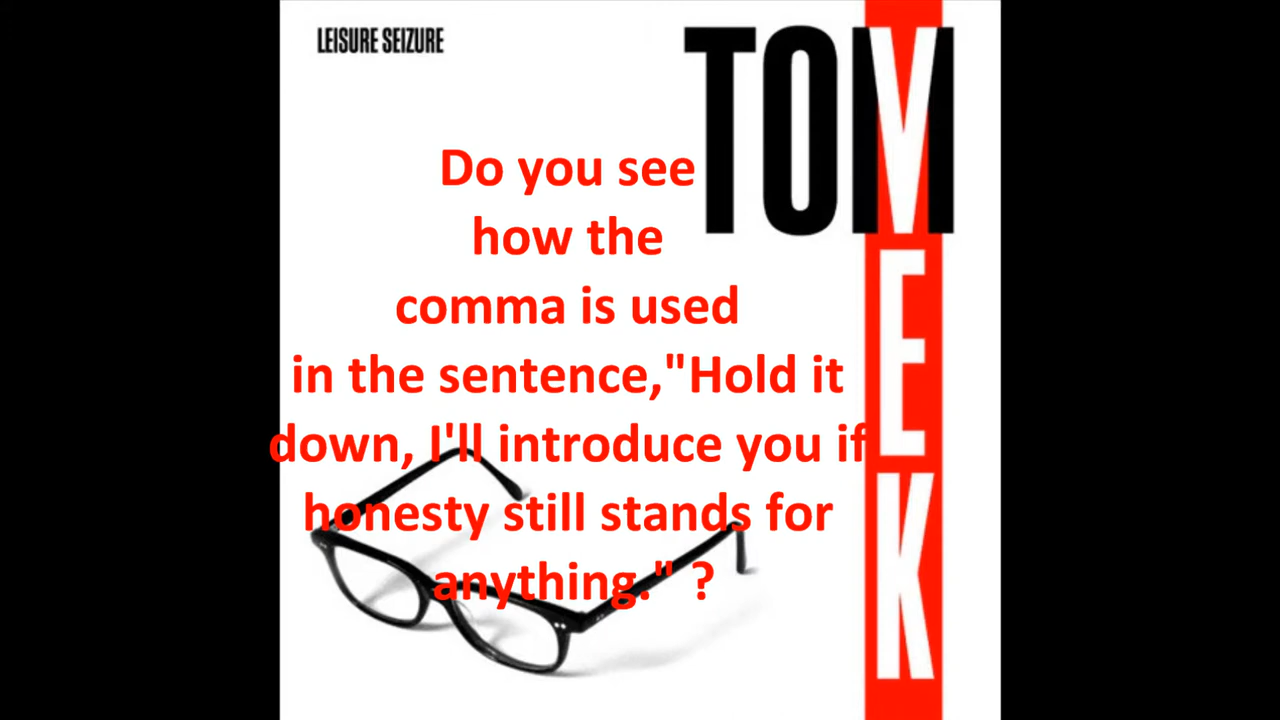 LEISURE SEIZURE
TOM
VEK
Do you see
how the
comma is used
in the sentence,"Hold it
down, I'll introduce you if
honesty still stands for
anything." ?